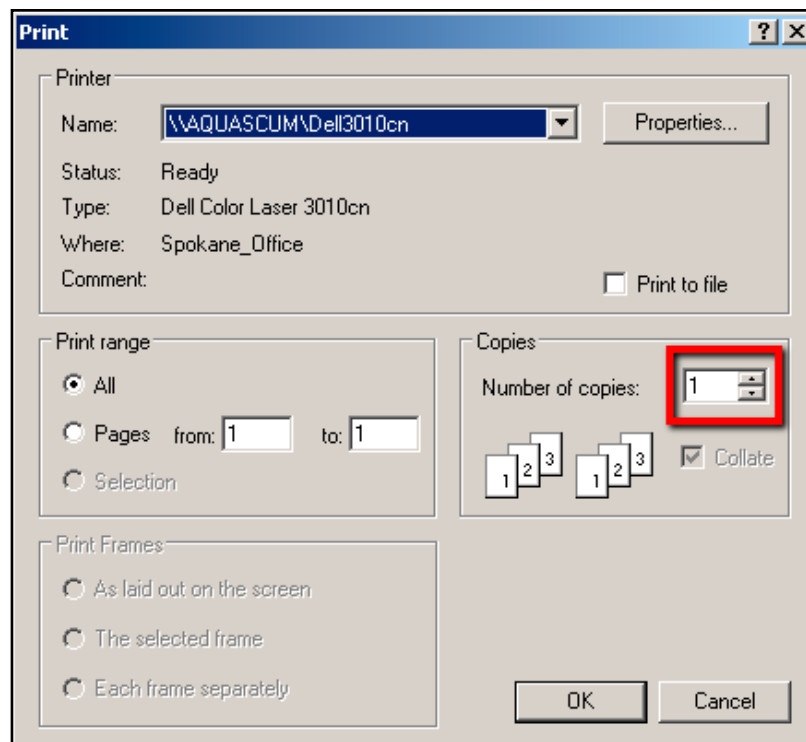 Print
Printer
Name: \\AQUASCUM\Dell3010cn Properties...
Status: Ready
Type: Dell Color Laser 3010cn
Where: Spokane_Office
Comment: Print to file
Print range
All
Pages from: 1 to: 1
Selection
Copies
Number of copies: 1
1 2 3 1 2 3 Collate
Print Frames
As laid out on the screen
The selected frame
Each frame separately
OK Cancel